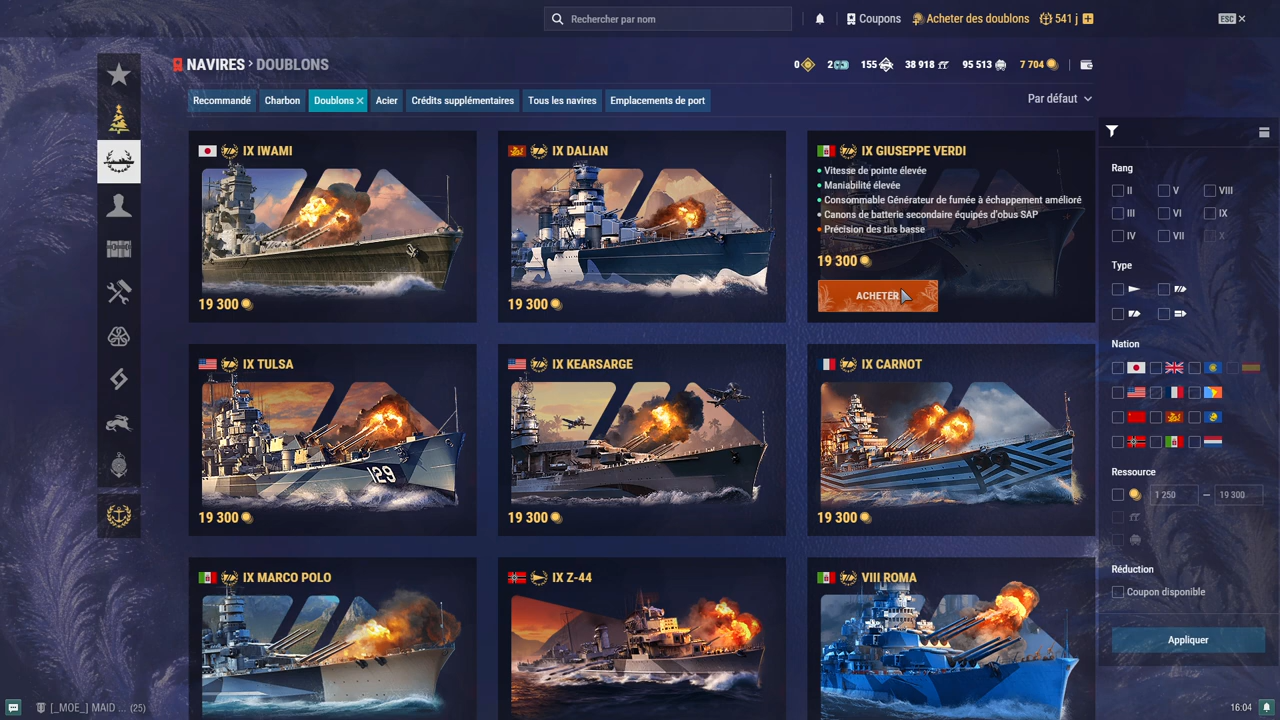 Rechercher par nom
Coupons
Acheter des doublons
541 j
ESC
NAVIRES › DOUBLONS
0
2
155
38 918
95 513
7 704
Recommandé
Charbon
Doublons
Acier
Crédits supplémentaires
Tous les navires
Emplacements de port
Par défaut
IX IWAMI
19 300
IX DALIAN
19 300
IX GIUSEPPE VERDI
• Vitesse de pointe élevée
• Maniabilité élevée
• Consommable Générateur de fumée à échappement amélioré
• Canons de batterie secondaire équipés d'obus SAP
• Précision des tirs basse
19 300
ACHETER
IX TULSA
129
19 300
IX KEARSARGE
19 300
IX CARNOT
19 300
IX MARCO POLO
IX Z-44
VIII ROMA
Rang
II
V
VIII
III
VI
IX
IV
VII
X
Type
Nation
Ressource
1 250
—
19 300
Réduction
Coupon disponible
Appliquer
[_MOE_] MAID ... (25)
16:04